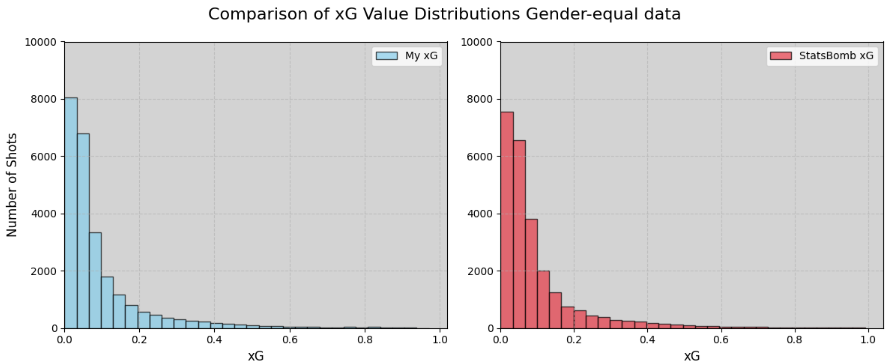 Comparison of xG Value Distributions Gender-equal data
10000
8000
6000
4000
2000
0
Number of Shots
0.0 0.2 0.4 0.6 0.8 1.0
xG
My xG
10000
8000
6000
4000
2000
0
0.0 0.2 0.4 0.6 0.8 1.0
xG
StatsBomb xG